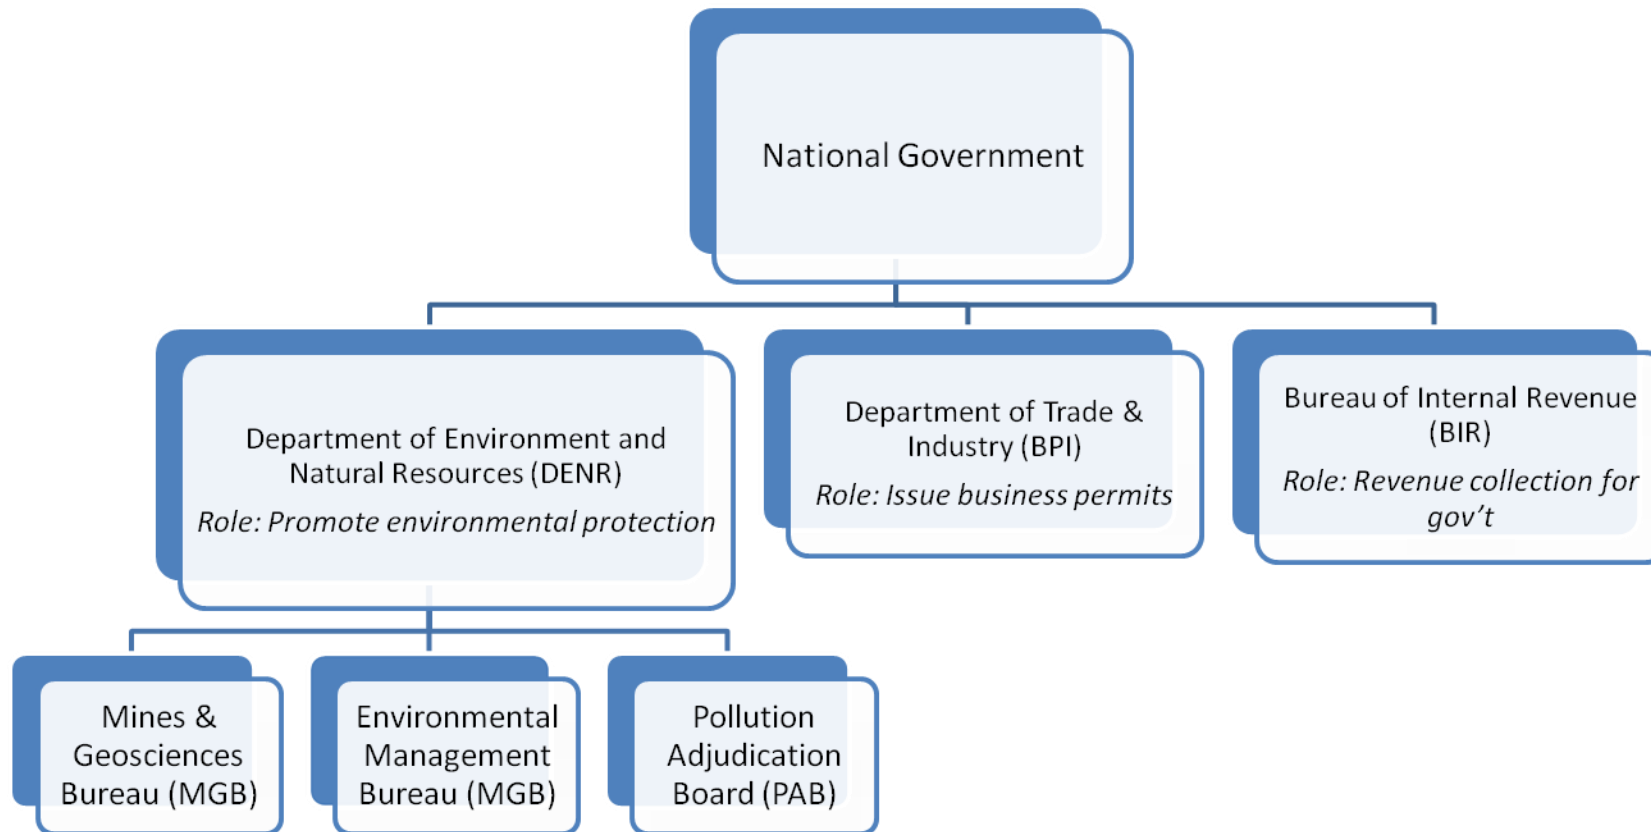 National Government
Department of Environment and
Natural Resources (DENR)
Role: Promote environmental protection
Department of Trade &
Industry (BPI)
Role: Issue business permits
Bureau of Internal Revenue
(BIR)
Role: Revenue collection for
gov’t
Mines &
Geosciences
Bureau (MGB)
Environmental
Management
Bureau (MGB)
Pollution
Adjudication
Board (PAB)